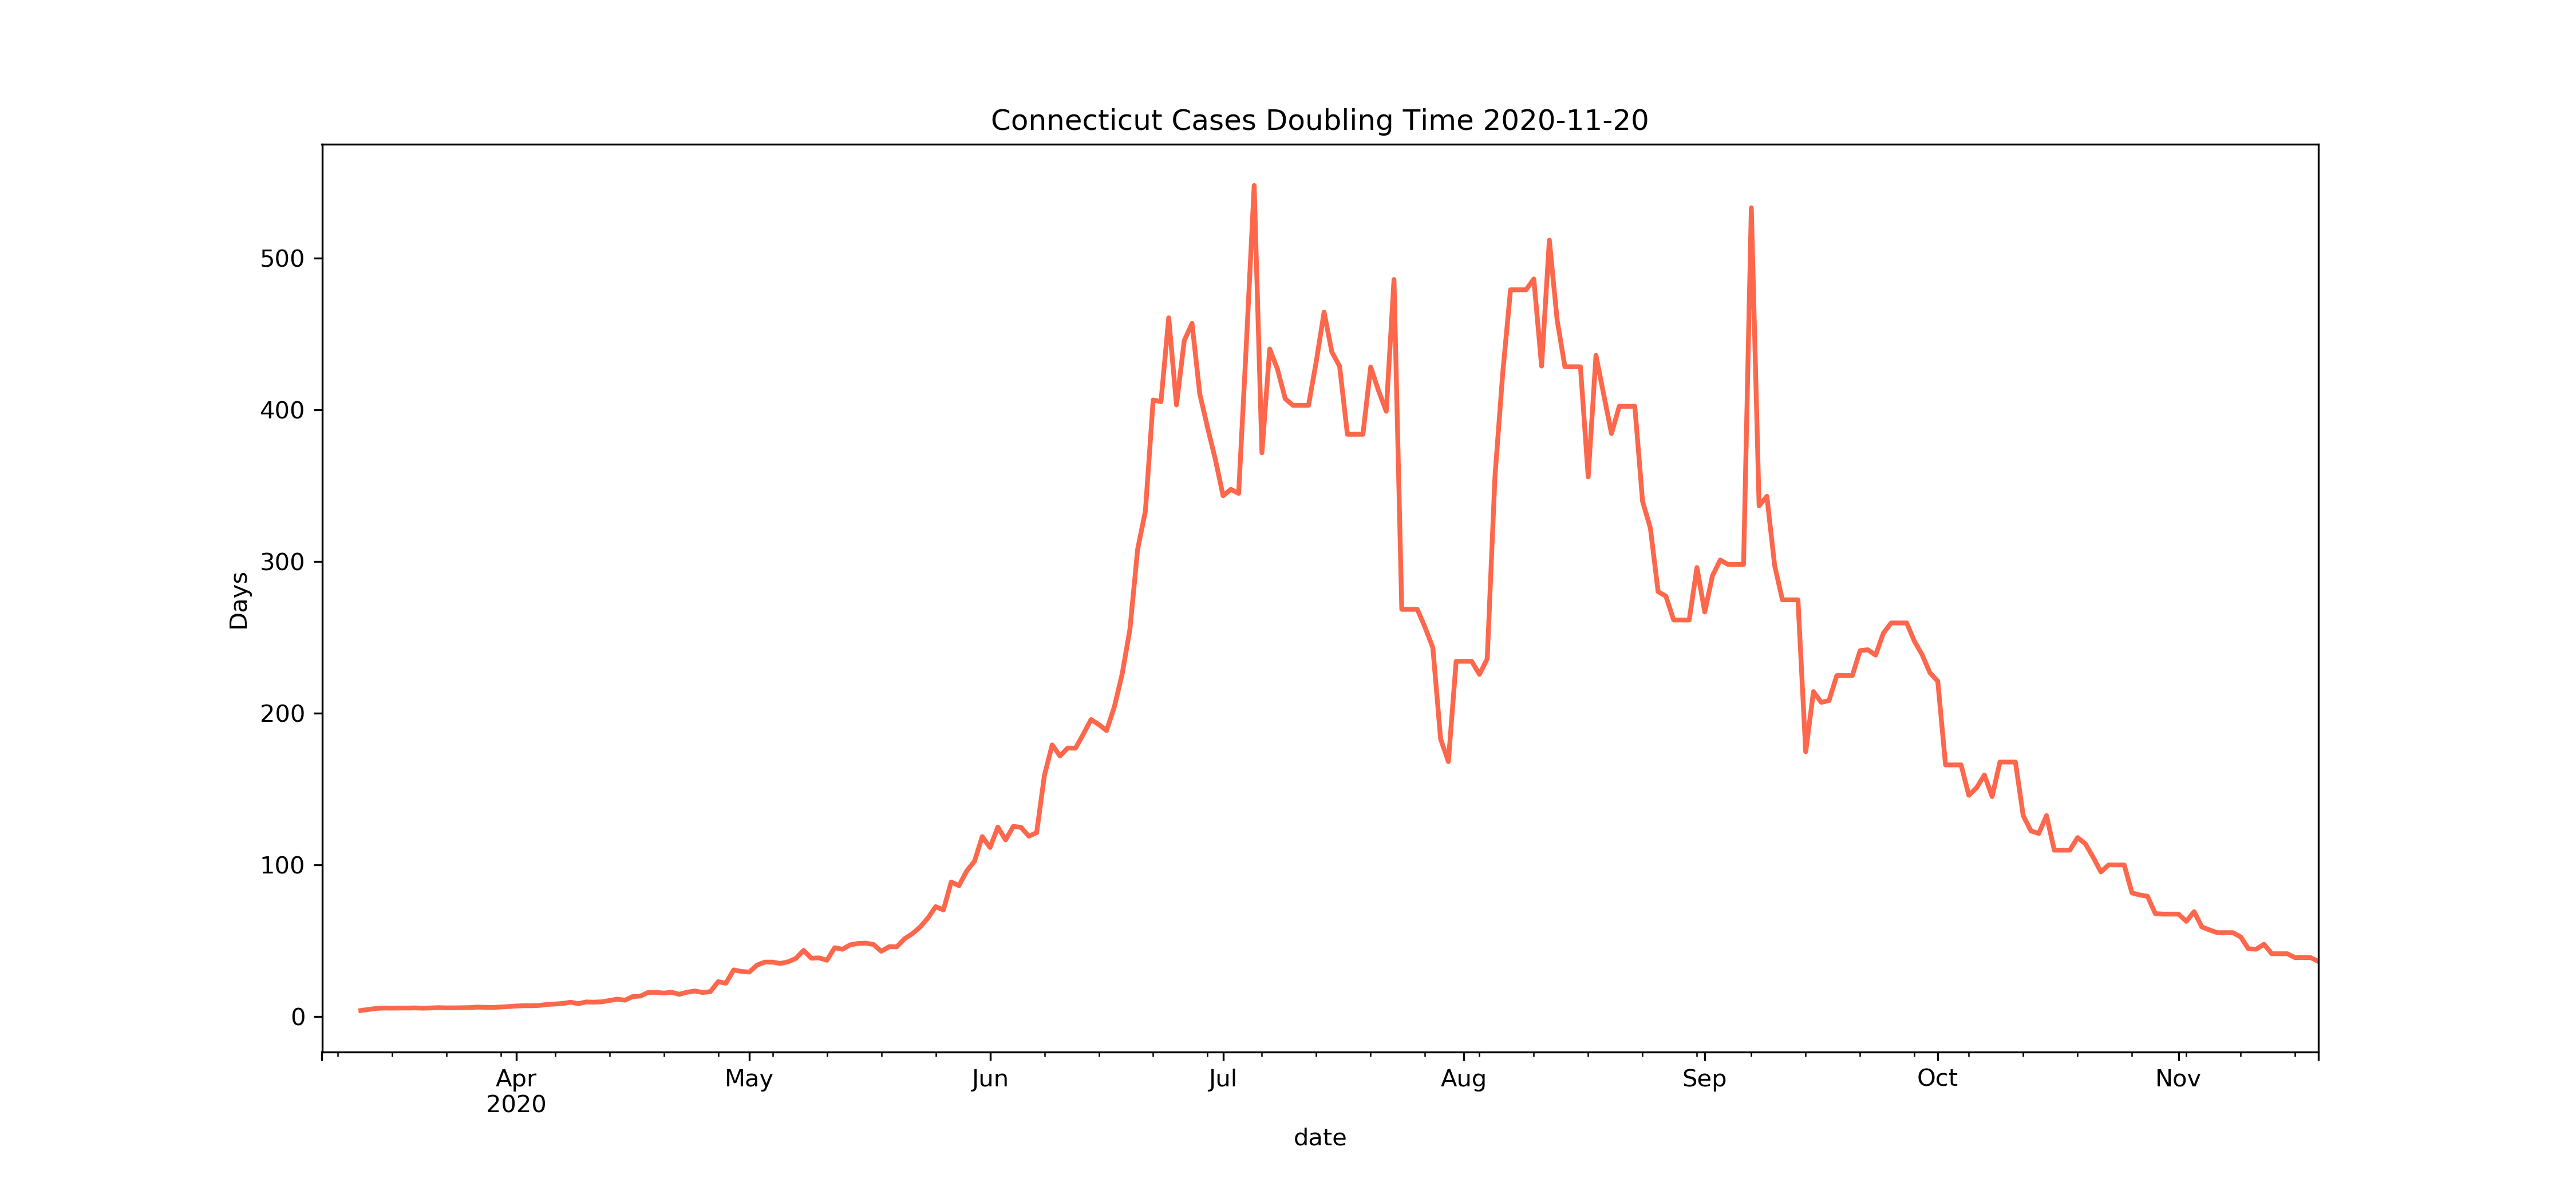 Connecticut Cases Doubling Time 2020-11-20
Days
500
400
300
200
100
0
Apr May Jun Jul Aug Sep Oct Nov
2020
date